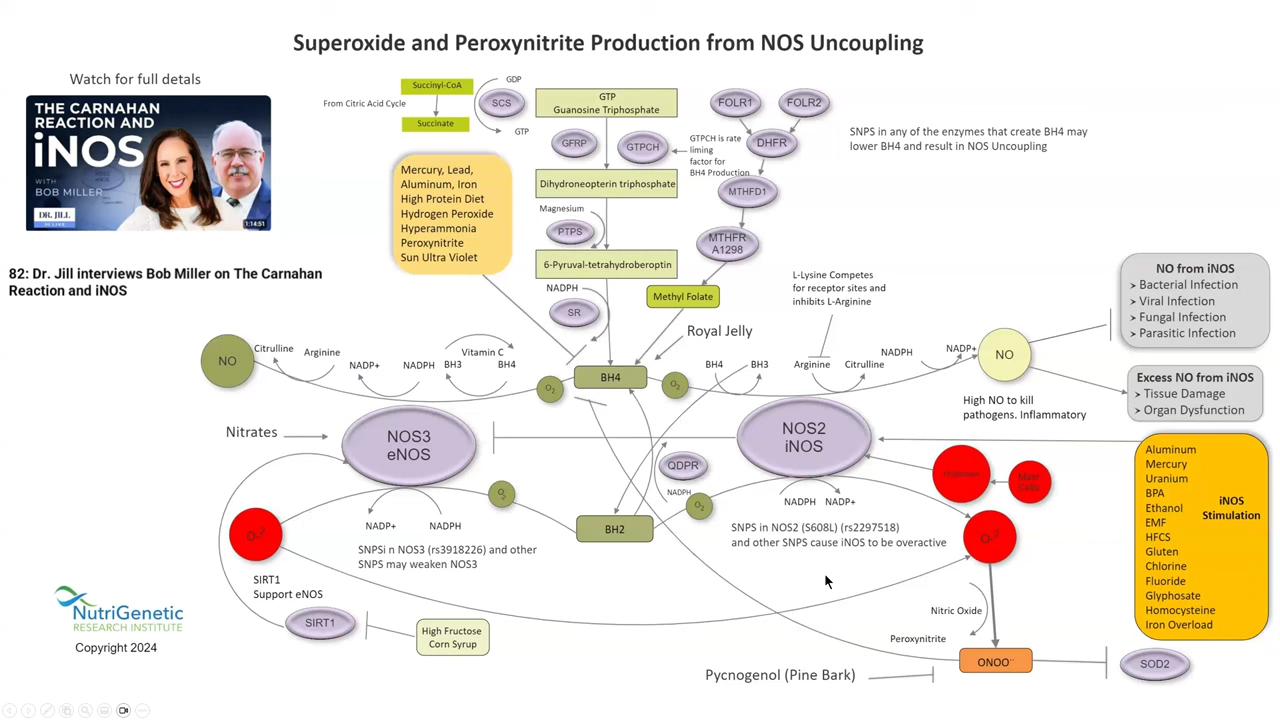 Superoxide and Peroxynitrite Production from NOS Uncoupling
Watch for full detals
THE CARNAHAN
REACTION AND
iNOS
WITH
BOB MILLER
DR. JILL
1:14:51
82: Dr. Jill interviews Bob Miller on The Carnahan
Reaction and iNOS
Succinyl-CoA
From Citric Acid Cycle
Succinate
SCS
GDP
GTP
GTP
Guanosine Triphosphate
GFRP
GTPCH
GTPCH is rate
liming
factor for
BH4 Production
Dihydroneopterin triphosphate
Magnesium
PTPS
6-Pyruval-tetrahydroberoptin
NADPH
SR
FOLR1
FOLR2
DHFR
MTHFD1
MTHFR
A1298
Methyl Folate
SNPS in any of the enzymes that create BH4 may
lower BH4 and result in NOS Uncoupling
Mercury, Lead,
Aluminum, Iron
High Protein Diet
Hydrogen Peroxide
Hyperammonia
Peroxynitrite
Sun Ultra Violet
L-Lysine Competes
for receptor sites and
inhibits L-Arginine
Royal Jelly
NO from iNOS
➢ Bacterial Infection
➢ Viral Infection
➢ Fungal Infection
➢ Parasitic Infection
Excess NO from iNOS
➢ Tissue Damage
➢ Organ Dysfunction
NO
Citrulline
Arginine
NADP+
NADPH
Vitamin C
BH3
BH4
O2
BH4
O2
BH4
BH3
Arginine
Citrulline
NADPH
NADP+
NO
High NO to kill
pathogens. Inflammatory
Nitrates
NOS3
eNOS
NOS2
iNOS
QDPR
NADPH
O2
O2
BH2
NADP+
NADPH
NADPH
NADP+
Histamine
Mast
Cells
SNPSi n NOS3 (rs3918226) and other
SNPS may weaken NOS3
SNPS in NOS2 (S608L) (rs2297518)
and other SNPS cause iNOS to be overactive
Aluminum
Mercury
Uranium
BPA
Ethanol
EMF
HFCS
Gluten
Chlorine
Fluoride
Glyphosate
Homocysteine
Iron Overload
iNOS
Stimulation
O-2
O-2
SIRT1
Support eNOS
SIRT1
High Fructose
Corn Syrup
Nitric Oxide
Peroxynitrite
ONOO--
SOD2
Pycnogenol (Pine Bark)
NutriGenetic
RESEARCH INSTITUTE
Copyright 2024